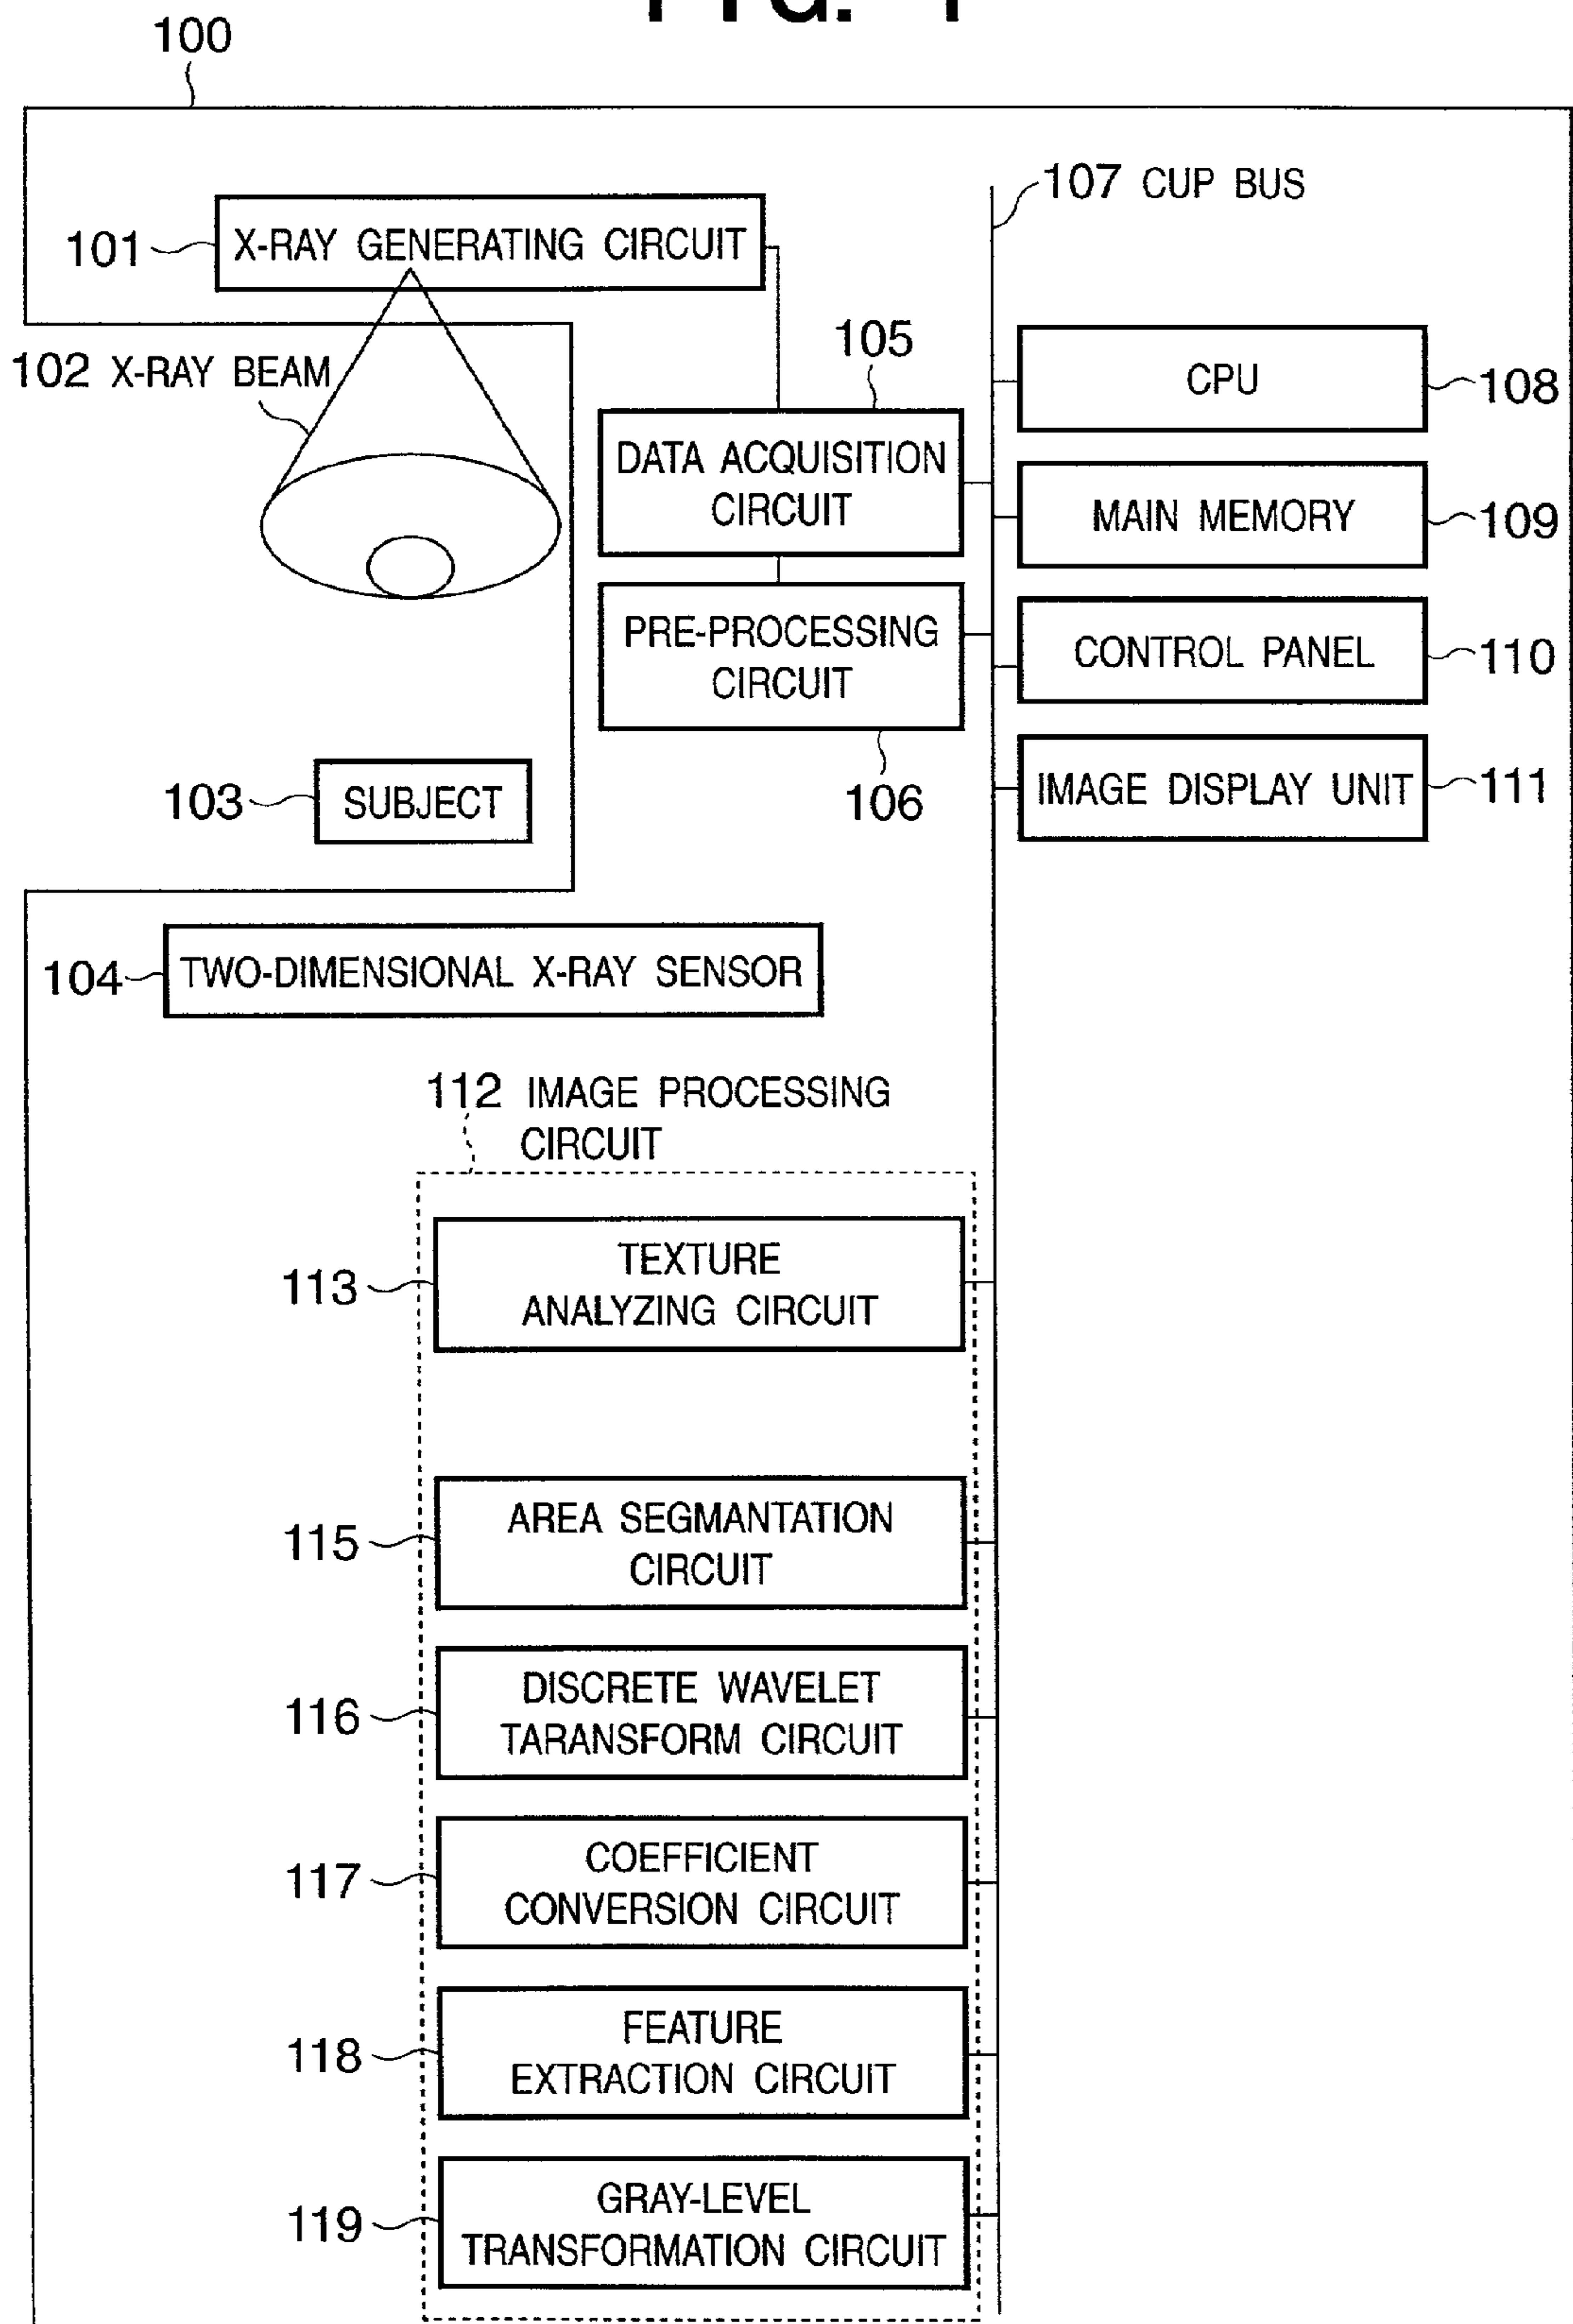 FIG. 1
100
107 CUP BUS
101 X-RAY GENERATING CIRCUIT
102 X-RAY BEAM
105
DATA ACQUISITION
CIRCUIT
PRE-PROCESSING
CIRCUIT
106
CPU 108
MAIN MEMORY 109
CONTROL PANEL 110
IMAGE DISPLAY UNIT 111
103 SUBJECT
104 TWO-DIMENSIONAL X-RAY SENSOR
112 IMAGE PROCESSING
CIRCUIT
113 TEXTURE
ANALYZING CIRCUIT
115 AREA SEGMANTATION
CIRCUIT
116 DISCRETE WAVELET
TARANSFORM CIRCUIT
117 COEFFICIENT
CONVERSION CIRCUIT
118 FEATURE
EXTRACTION CIRCUIT
119 GRAY-LEVEL
TRANSFORMATION CIRCUIT